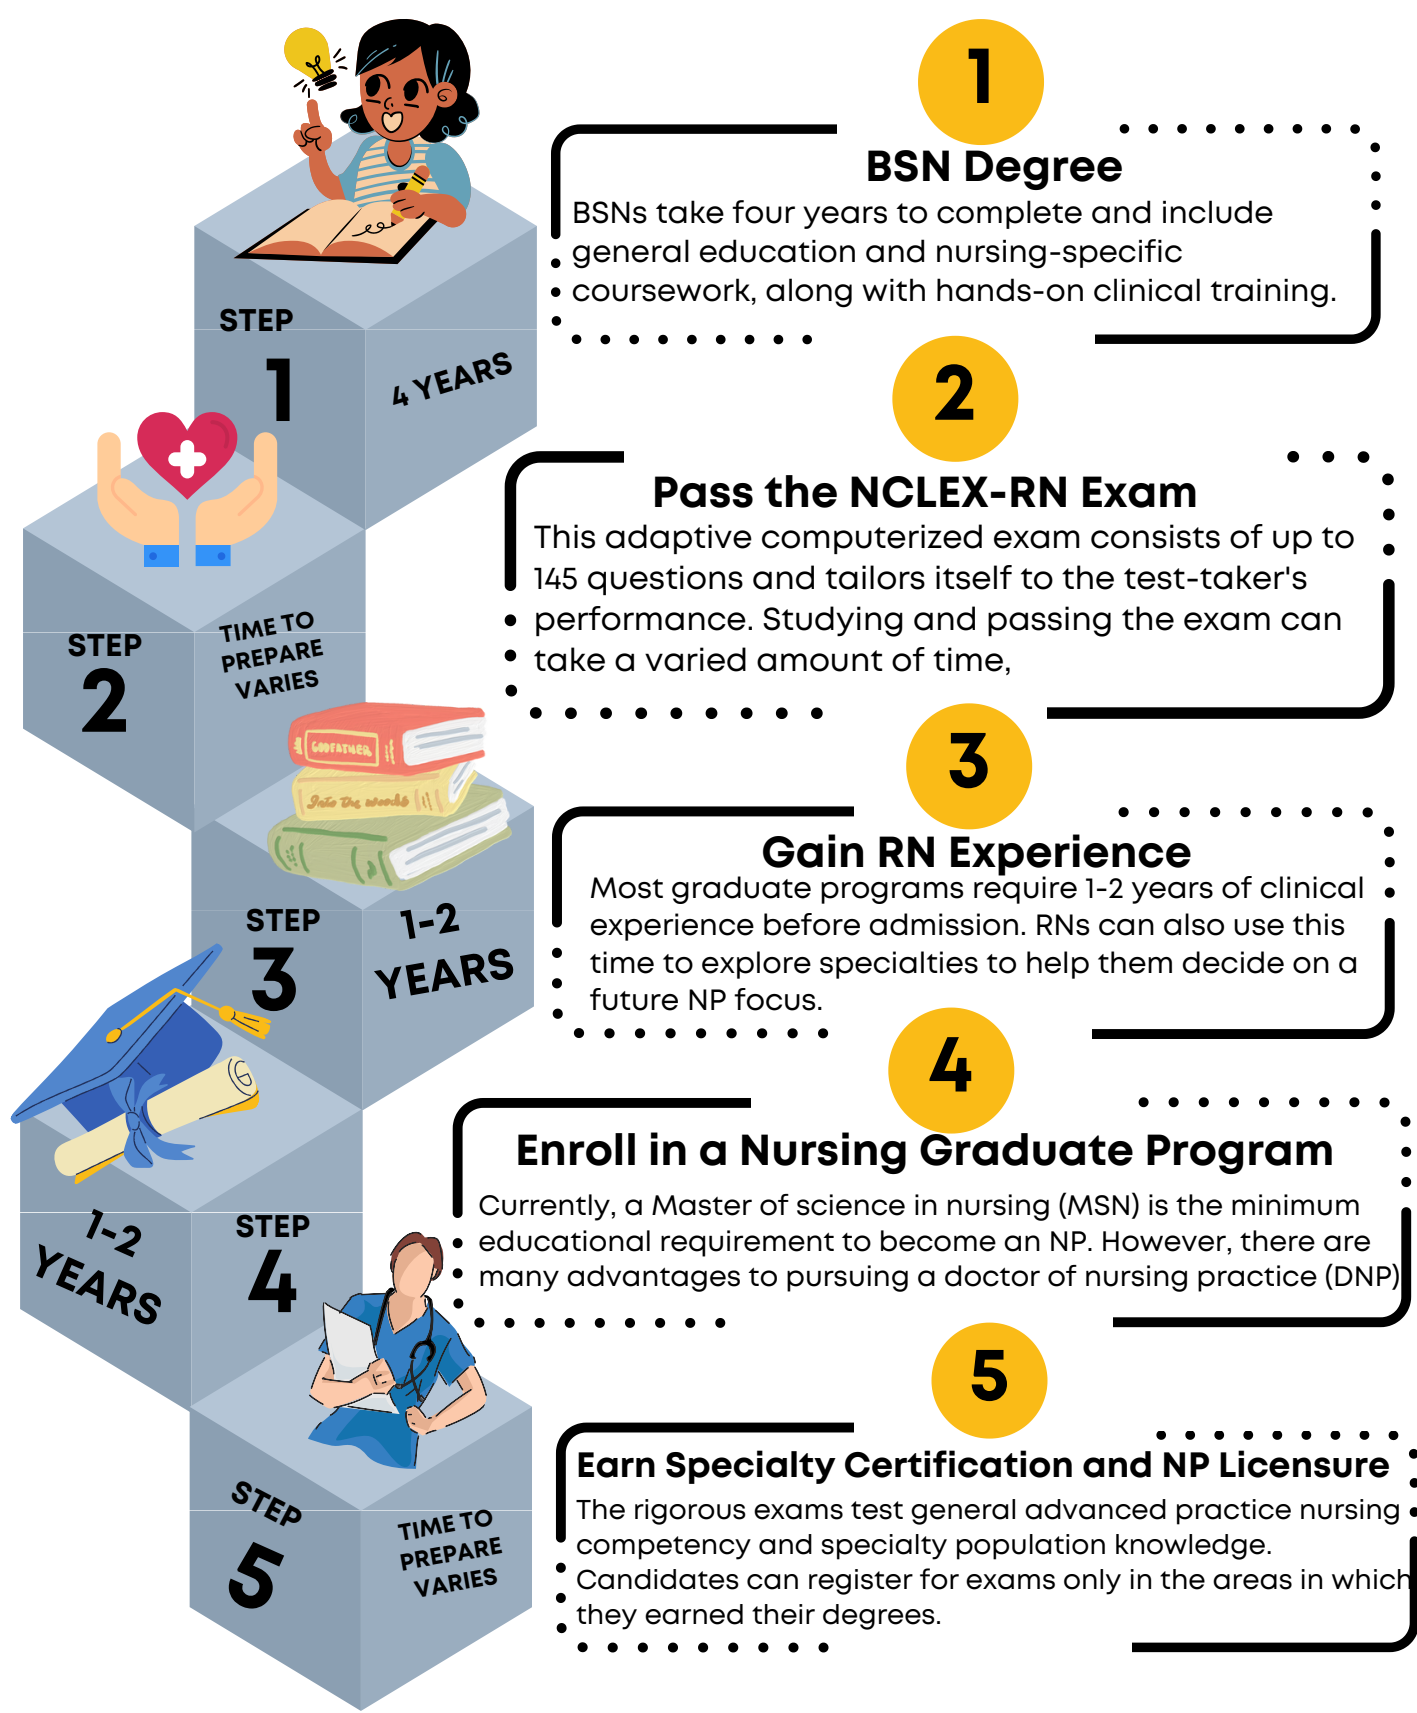 1
BSN Degree
BSNs take four years to complete and include
general education and nursing-specific
coursework, along with hands-on clinical training.
STEP
1
4 YEARS
2
Pass the NCLEX-RN Exam
This adaptive computerized exam consists of up to
145 questions and tailors itself to the test-taker's
performance. Studying and passing the exam can
take a varied amount of time,
STEP
2
TIME TO
PREPARE
VARIES
GODFATHER
Into the woods
3
Gain RN Experience
Most graduate programs require 1-2 years of clinical
experience before admission. RNs can also use this
time to explore specialties to help them decide on a
future NP focus.
STEP
3
1-2
YEARS
4
Enroll in a Nursing Graduate Program
Currently, a Master of science in nursing (MSN) is the minimum
educational requirement to become an NP. However, there are
many advantages to pursuing a doctor of nursing practice (DNP)
1-2
YEARS
STEP
4
5
Earn Specialty Certification and NP Licensure
The rigorous exams test general advanced practice nursing
competency and specialty population knowledge.
Candidates can register for exams only in the areas in which
they earned their degrees.
STEP
5
TIME TO
PREPARE
VARIES